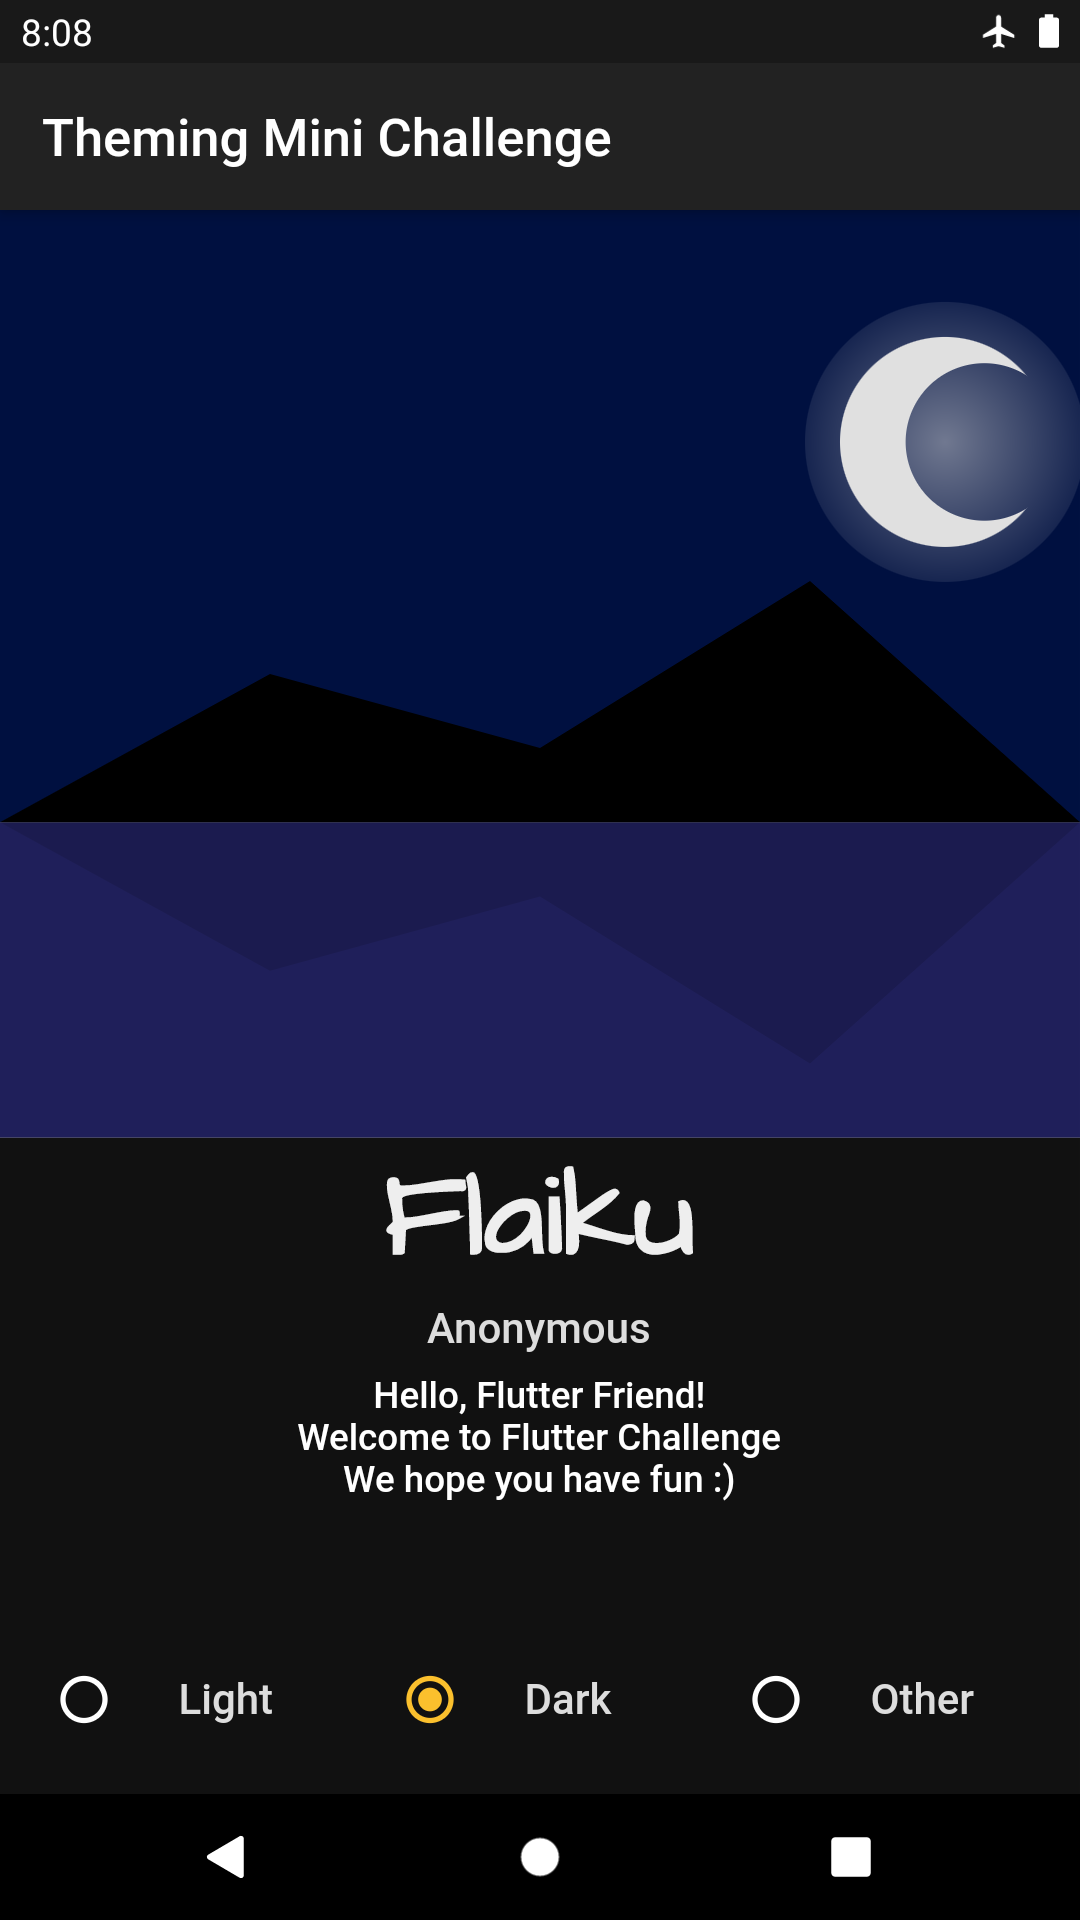 8:08
Theming Mini Challenge
Flaiku
Anonymous
Hello, Flutter Friend!
Welcome to Flutter Challenge
We hope you have fun :)
Light
Dark
Other